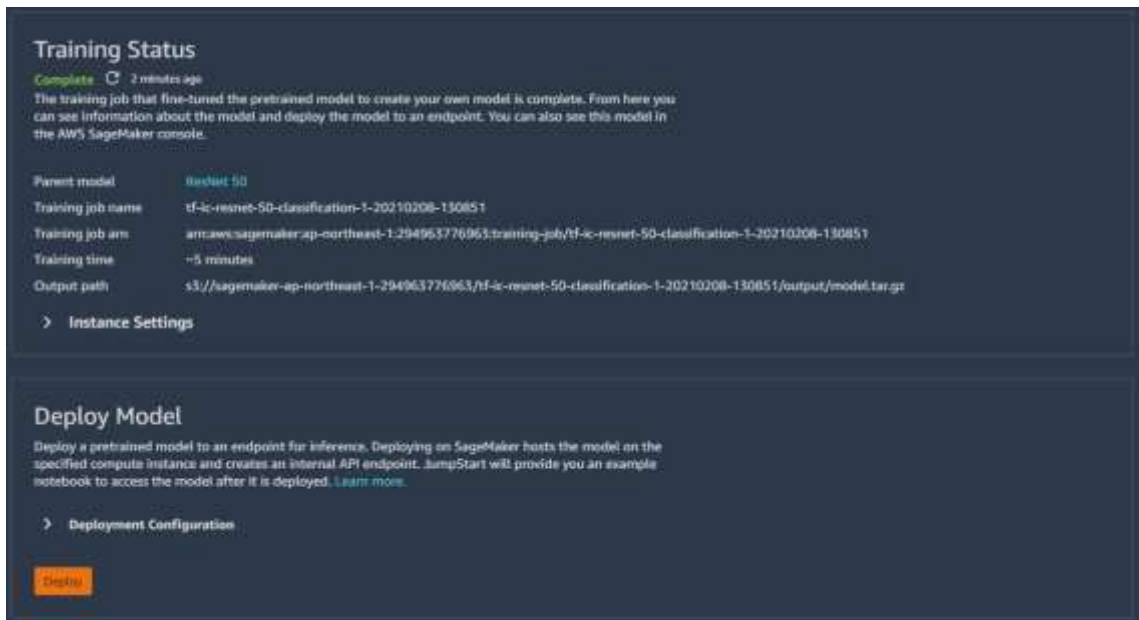 Training Status
Complete 2 minutes ago
The training job that fine-tuned the pretrained model to create your own model is complete. From here you
can see information about the model and deploy the model to an endpoint. You can also see this model in
the AWS SageMaker console.
Parent model ResNet 50
Training job name tf-ic-resnet-50-classification-1-20210208-130851
Training job arn arn:aws:sagemaker:ap-northeast-1:294963776963:training-job/tf-ic-resnet-50-classification-1-20210208-130851
Training time ~5 minutes
Output path s3://sagemaker-ap-northeast-1-294963776963/tf-ic-resnet-50-classification-1-20210208-130851/output/model.tar.gz
Instance Settings
Deploy Model
Deploy a pretrained model to an endpoint for inference. Deploying on SageMaker hosts the model on the
specified compute instance and creates an internal API endpoint. JumpStart will provide you an example
notebook to access the model after it is deployed. Learn more.
Deployment Configuration
Deploy